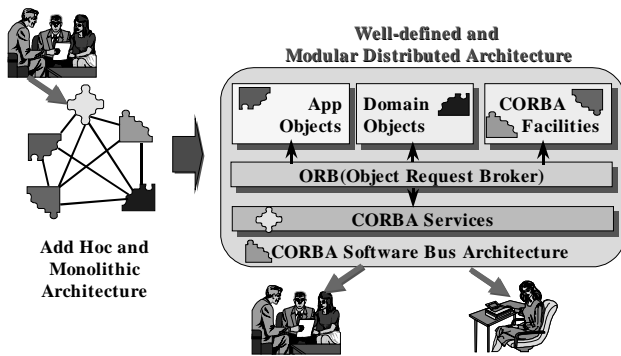 Well-defined and
Modular Distributed Architecture
App
Objects
Domain
Objects
CORBA
Facilities
ORB(Object Request Broker)
CORBA Services
CORBA Software Bus Architecture
Add Hoc and
Monolithic
Architecture